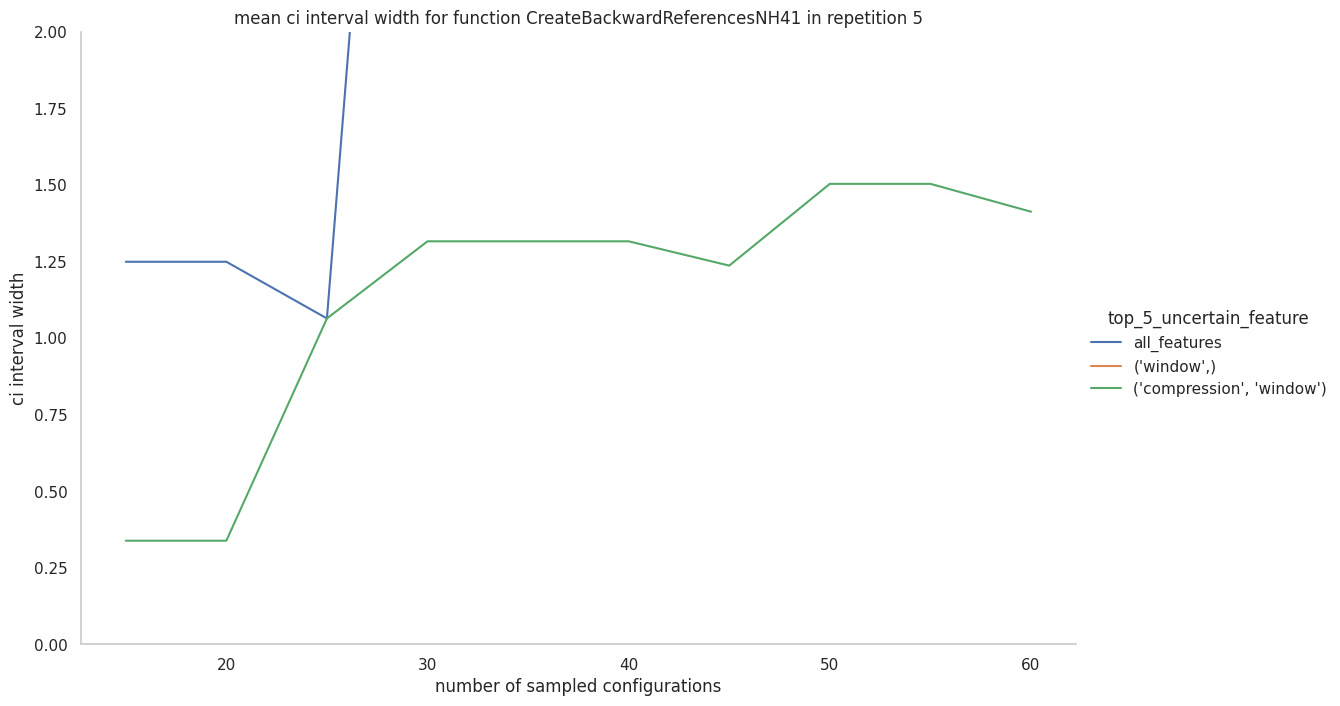 mean ci interval width for function CreateBackwardReferencesNH41 in repetition 5
2.00
1.75
1.50
1.25
1.00
0.75
0.50
0.25
0.00
ci interval width
20 30 40 50 60
number of sampled configurations
top_5_uncertain_feature
all_features
('window',)
('compression', 'window')